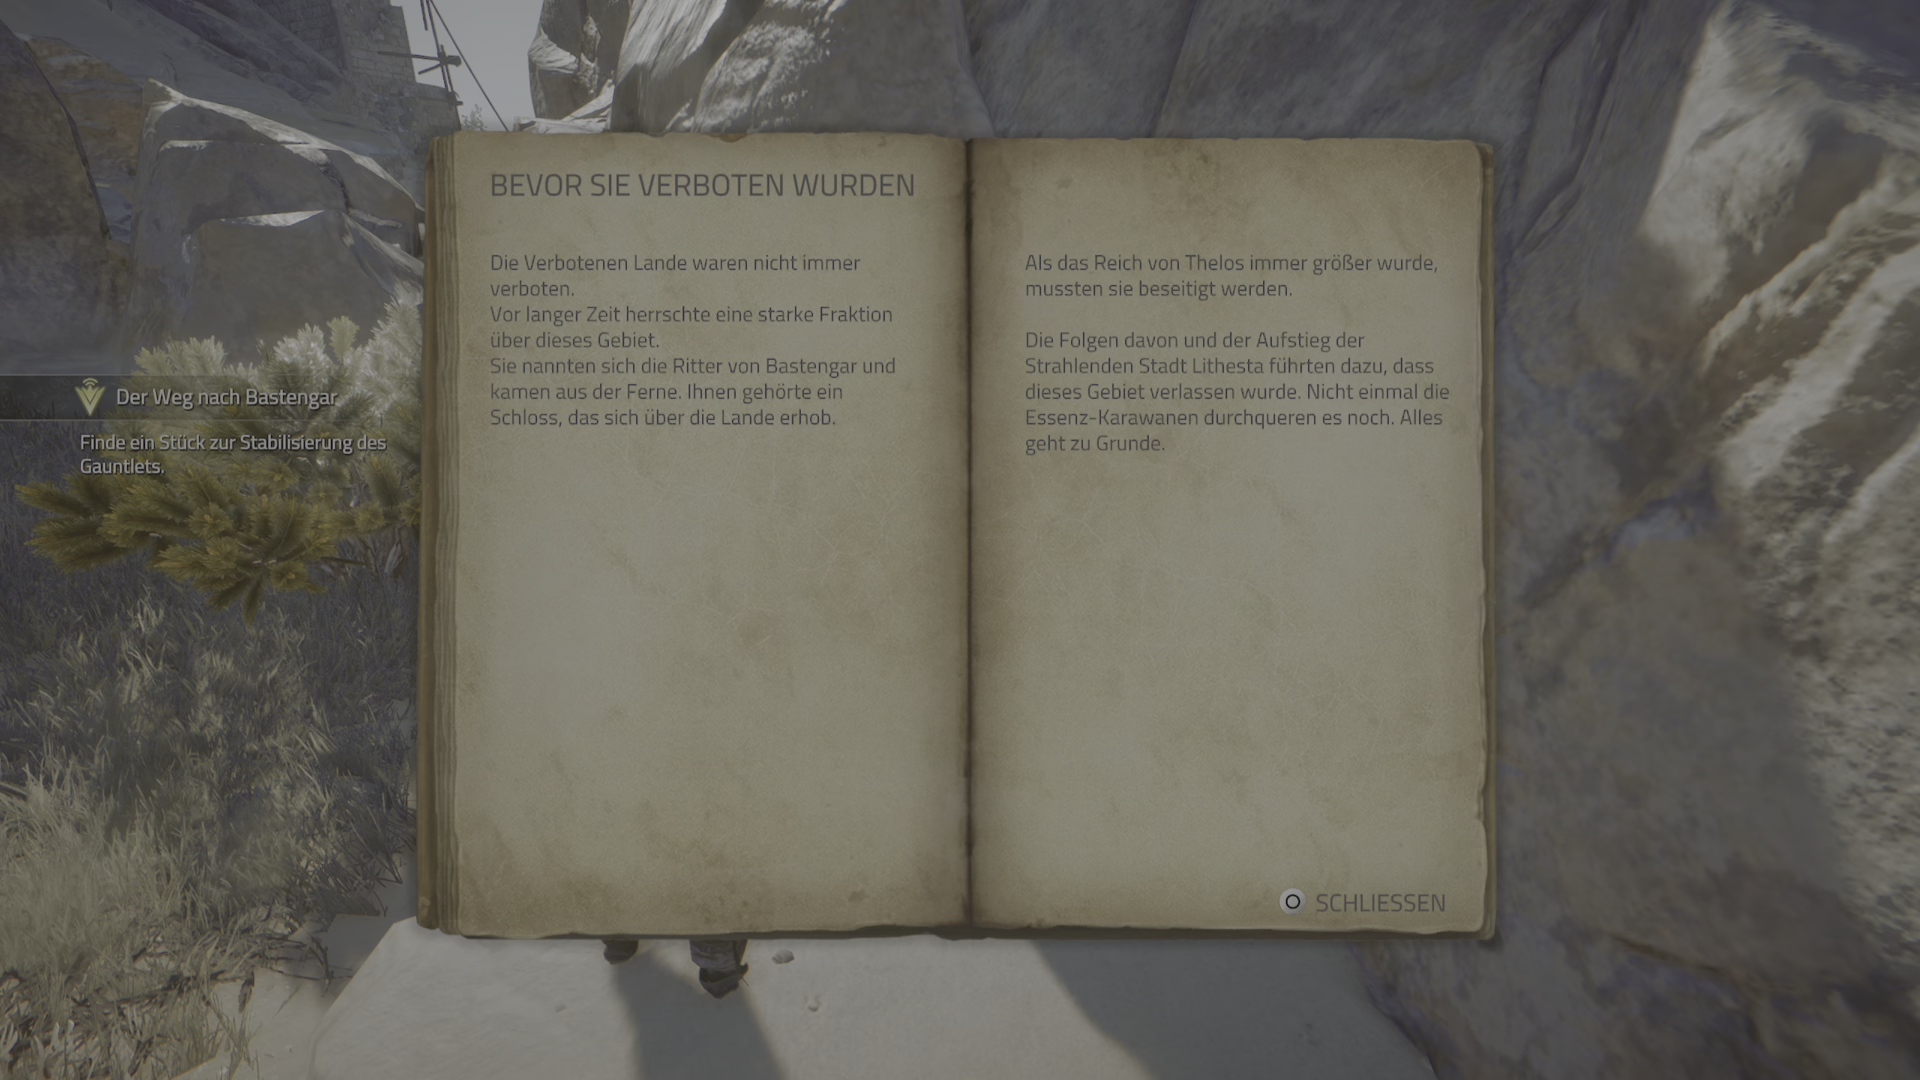 BEVOR SIE VERBOTEN WURDEN
Die Verbotenen Lande waren nicht immer
verboten.
Vor langer Zeit herrschte eine starke Fraktion
über dieses Gebiet.
Sie nannten sich die Ritter von Bastengar und
kamen aus der Ferne. Ihnen gehörte ein
Schloss, das sich über die Lande erhob.
Als das Reich von Thelos immer größer wurde,
mussten sie beseitigt werden.
Die Folgen davon und der Aufstieg der
Strahlenden Stadt Lithesta führten dazu, dass
dieses Gebiet verlassen wurde. Nicht einmal die
Essenz-Karawanen durchqueren es noch. Alles
geht zu Grunde.
Der Weg nach Bastengar
Finde ein Stück zur Stabilisierung des
Gauntlets.
SCHLIESSEN